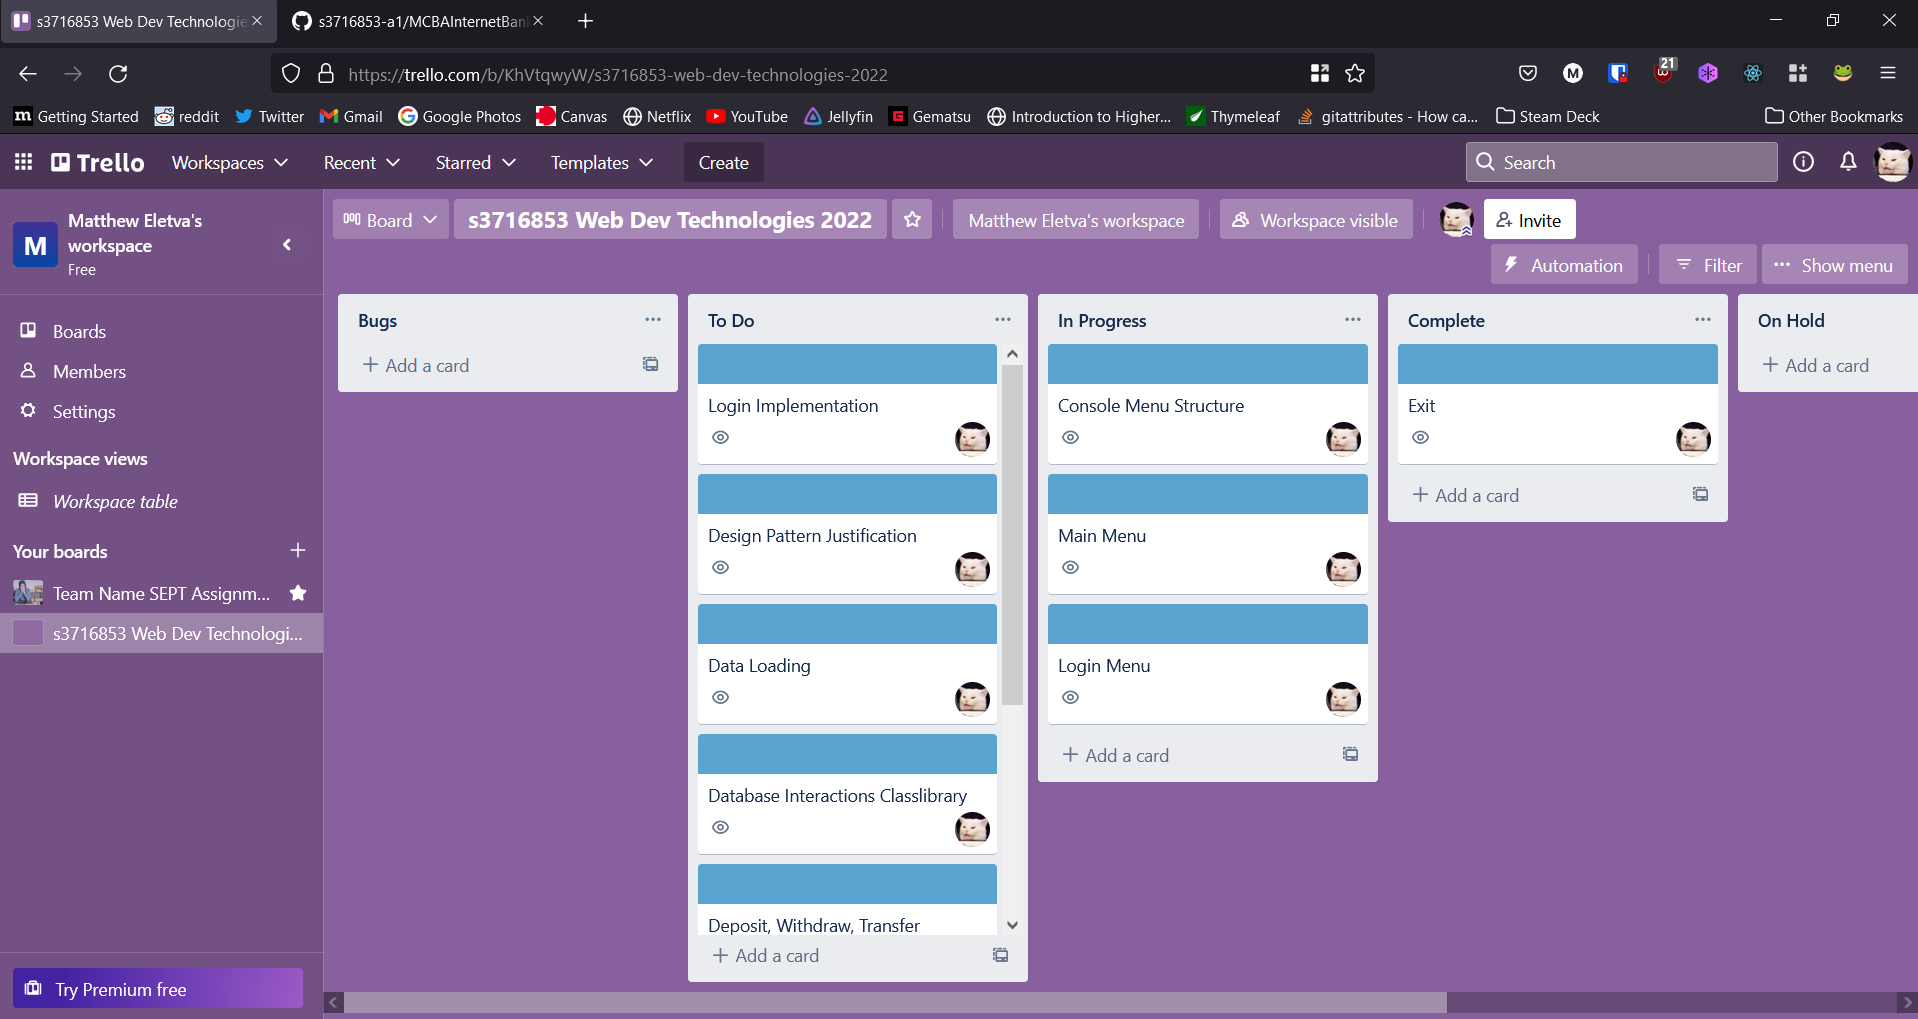 s3716853 Web Dev Technologie
s3716853-a1/MCBAInternetBan
https://trello.com/b/KhVtqwyW/s3716853-web-dev-technologies-2022
M
21
m Getting Started
reddit
Twitter
Gmail
Google Photos
Canvas
Netflix
YouTube
Jellyfin
Gematsu
Introduction to Higher...
Thymeleaf
gitattributes - How ca...
Steam Deck
Other Bookmarks
Trello
Workspaces
Recent
Starred
Templates
Create
Search
M
Matthew Eletva's
workspace
Free
Board
s3716853 Web Dev Technologies 2022
Matthew Eletva's workspace
Workspace visible
Invite
Automation
Filter
Show menu
Boards
Members
Settings
Workspace views
Workspace table
Your boards
Team Name SEPT Assignm...
s3716853 Web Dev Technologi...
Try Premium free
Bugs
Add a card
To Do
Login Implementation
Design Pattern Justification
Data Loading
Database Interactions Classlibrary
Deposit, Withdraw, Transfer
Add a card
In Progress
Console Menu Structure
Main Menu
Login Menu
Add a card
Complete
Exit
Add a card
On Hold
Add a card